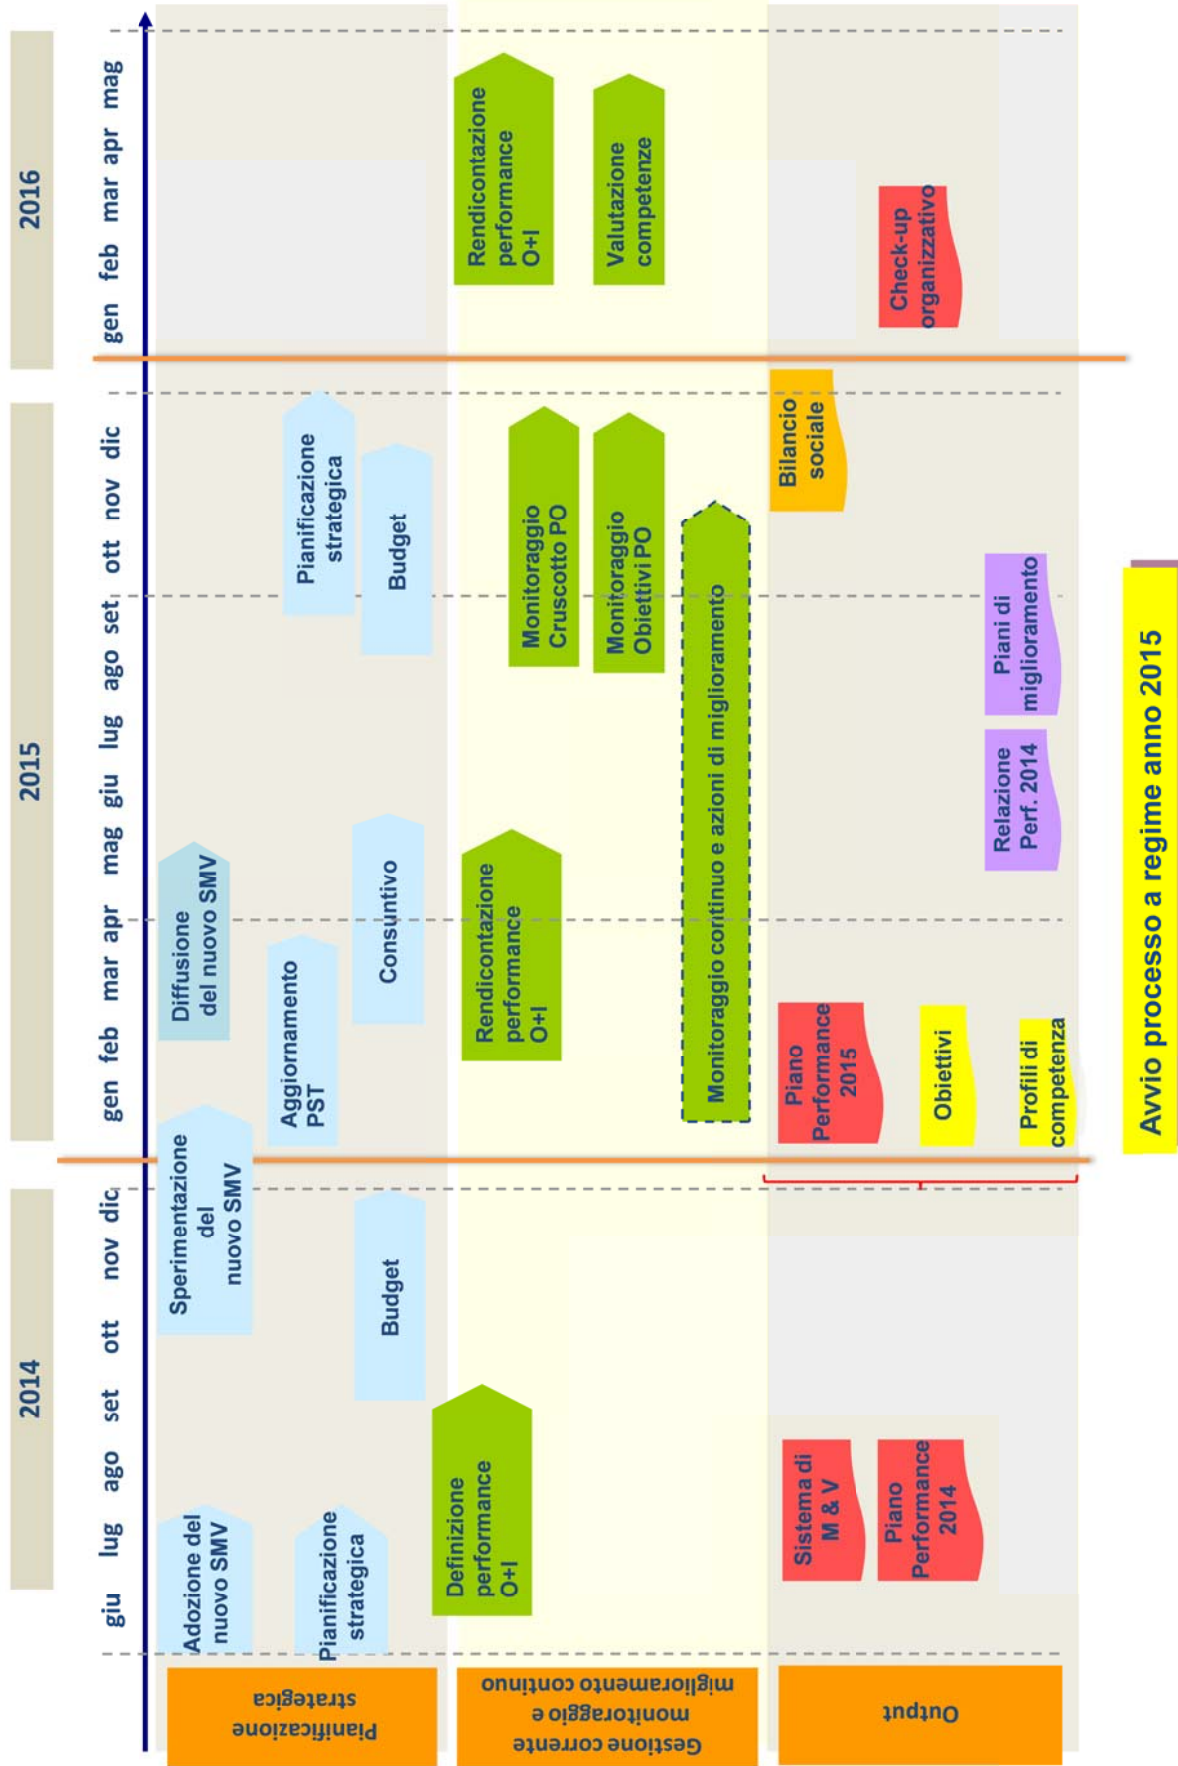 2014
2015
2016
giu lug ago set ott nov dic gen feb mar apr mag giu lug ago set ott nov dic gen feb mar apr mag
Pianificazione
strategica
Adozione del
nuovo SMV
Sperimentazione
del
nuovo SMV
Diffusione
del nuovo SMV
Pianificazione
strategica
Aggiornamento
PST
Pianificazione
strategica
Budget
Consuntivo
Budget
Gestione corrente
monitoraggio e
miglioramento continuo
Definizione
performance
O+I
Rendicontazione
performance
O+I
Monitoraggio
Cruscotto PO
Rendicontazione
performance
O+I
Monitoraggio
Obiettivi PO
Valutazione
competenze
Monitoraggio continuo e azioni di miglioramento
Output
Sistema di
M & V
Piano
Performance
2014
Piano
Performance
2015
Obiettivi
Profili di
competenza
Bilancio
sociale
Check-up
organizzativo
Relazione
Perf. 2014
Piani di
miglioramento
Avvio processo a regime anno 2015